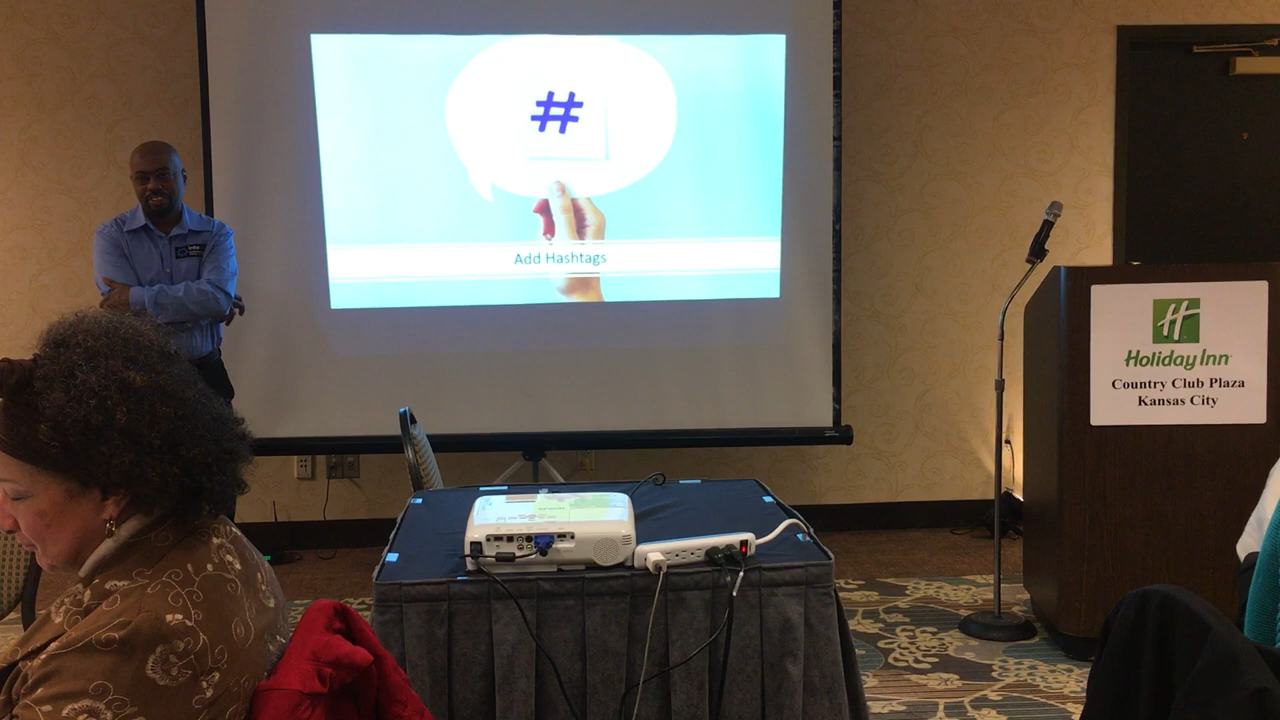 #
Add Hashtags
H
Holiday Inn
Country Club Plaza
Kansas City